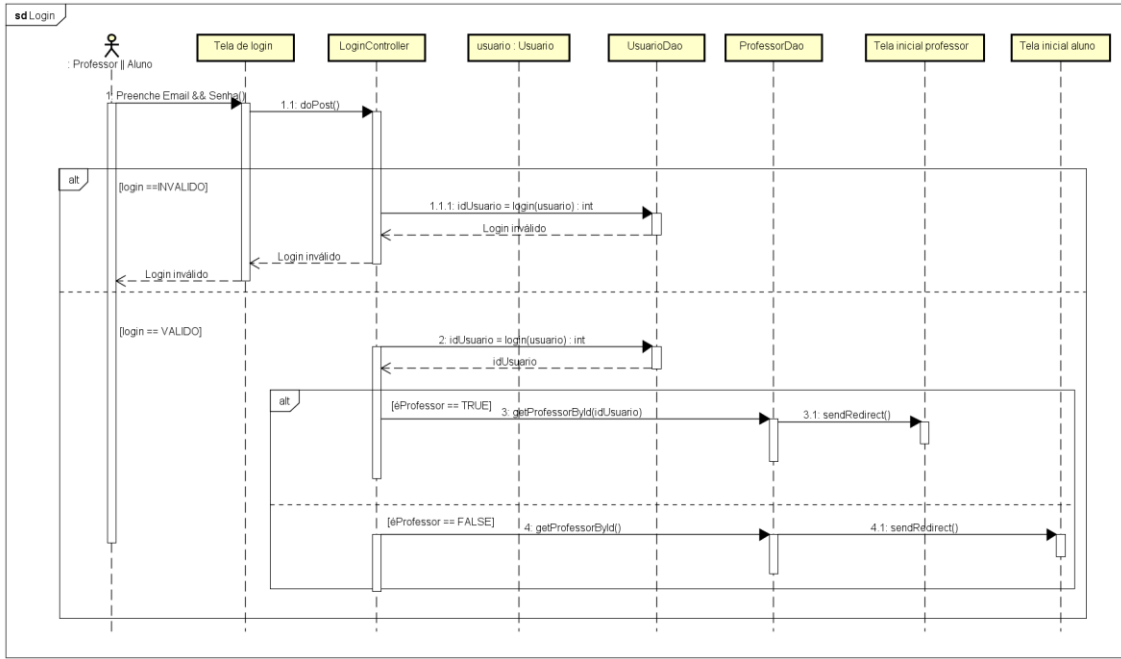 sd Login
: Professor || Aluno
Tela de login
LoginController
usuario : Usuario
UsuarioDao
ProfessorDao
Tela inicial professor
Tela inicial aluno
1: Preenche Email && Senha()
1.1: doPost()
alt
[login ==INVALIDO]
1.1.1: idUsuario = login(usuario) : int
Login inválido
Login inválido
Login inválido
[login == VALIDO]
2: idUsuario = login(usuario) : int
idUsuario
alt
[éProfessor == TRUE]
3: getProfessorById(idUsuario)
3.1: sendRedirect()
[éProfessor == FALSE]
4: getProfessorById()
4.1: sendRedirect()